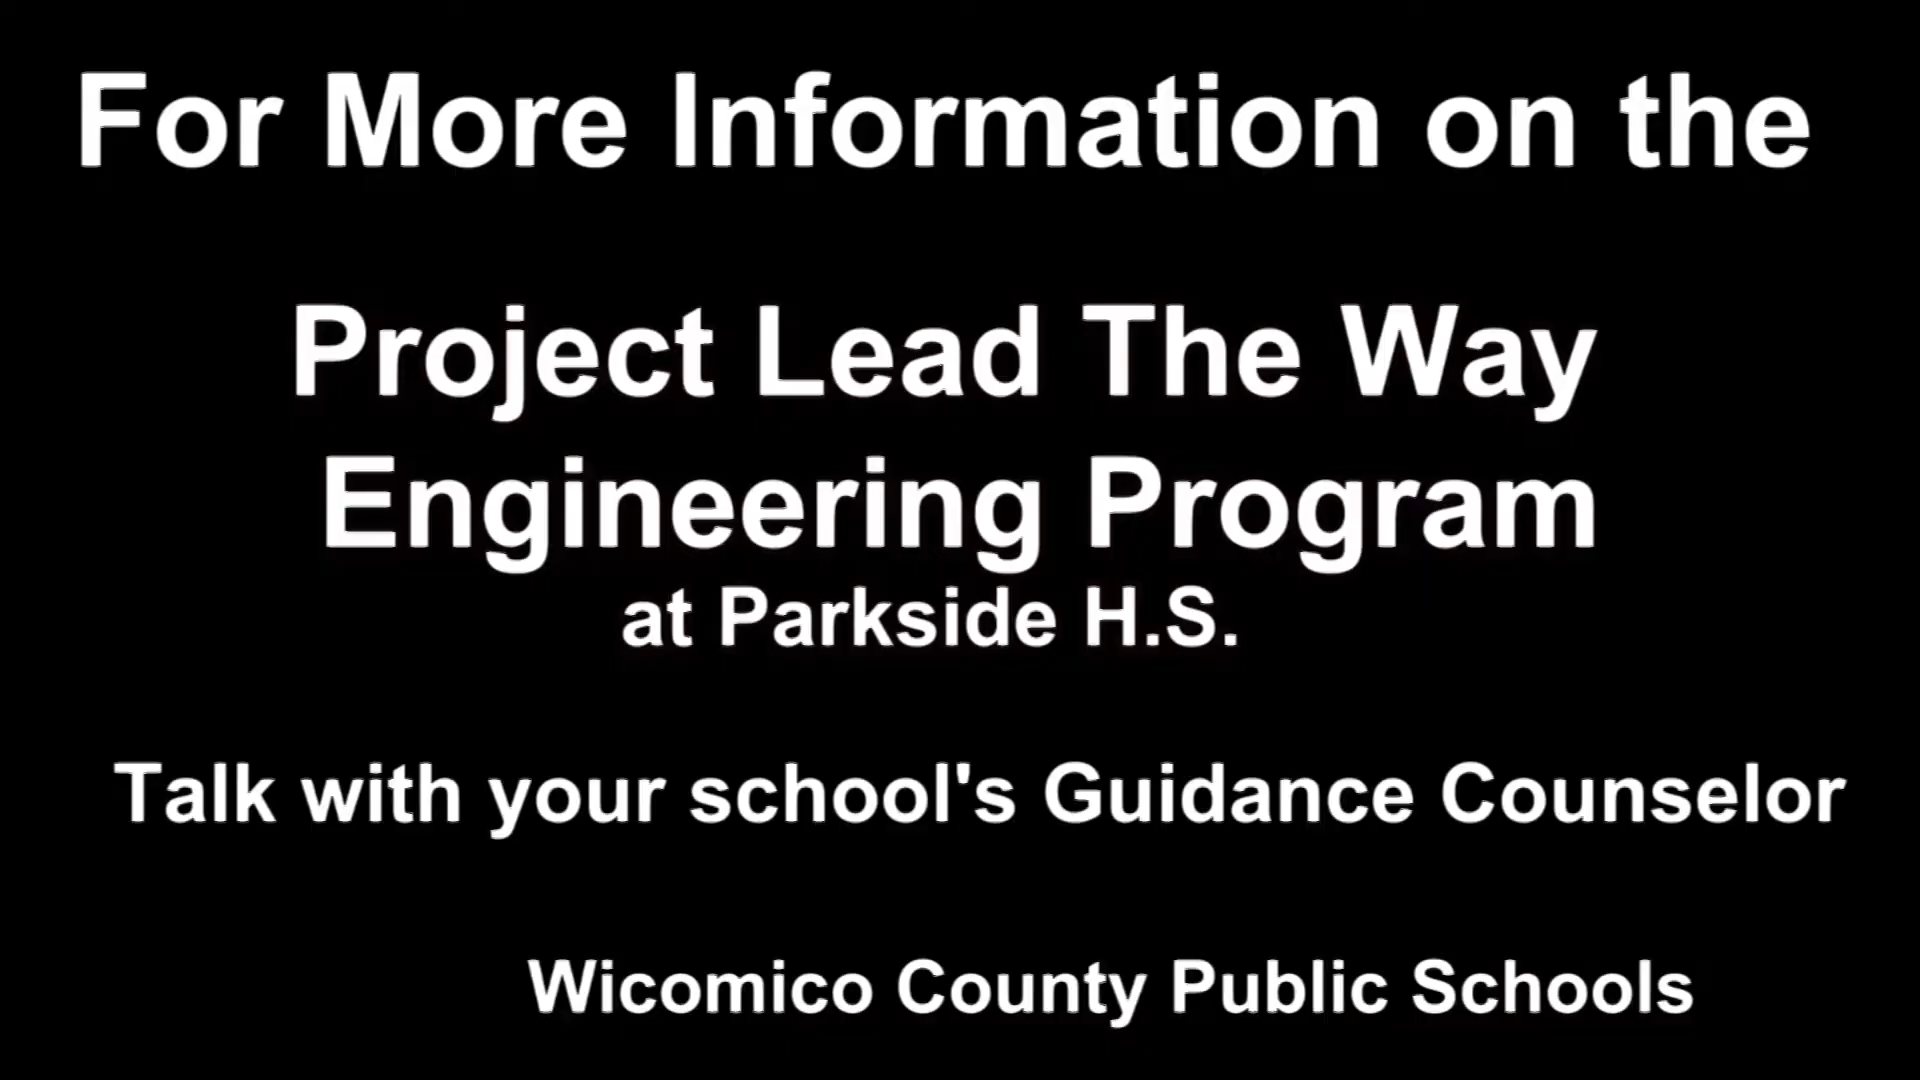 For More Information on the
Project Lead The Way
Engineering Program
at Parkside H.S.
Talk with your school's Guidance Counselor
Wicomico County Public Schools